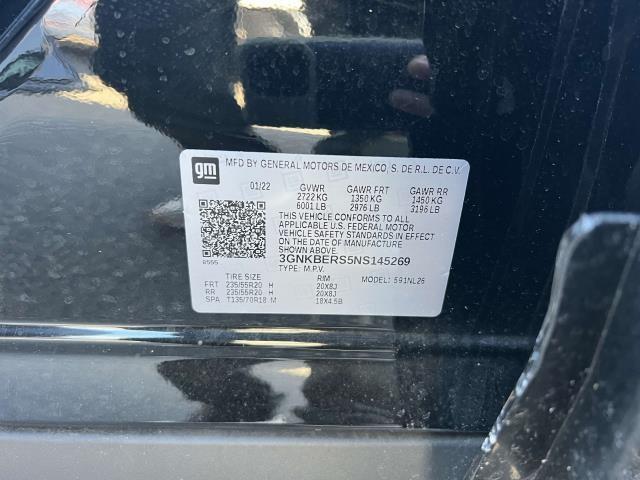 gm
MFD BY GENERAL MOTORS DE MEXICO, S. DE R.L. DE C.V.
01/22 GVWR GAWR FRT GAWR RR
2722 KG 1350 KG 1450 KG
6001 LB 2976 LB 3196 LB
THIS VEHICLE CONFORMS TO ALL
APPLICABLE U.S. FEDERAL MOTOR
VEHICLE SAFETY STANDARDS IN EFFECT
ON THE DATE OF MANUFACTURE
SHOWN ABOVE
3GNKBERS5NS145269
TYPE: M.P.V. MODEL: 591NL26
TIRE SIZE RIM
FRT 235/55R20 H 20X8J
RR 235/55R20 H 20X8J
SPA T135/70R18 M 18X4.5B